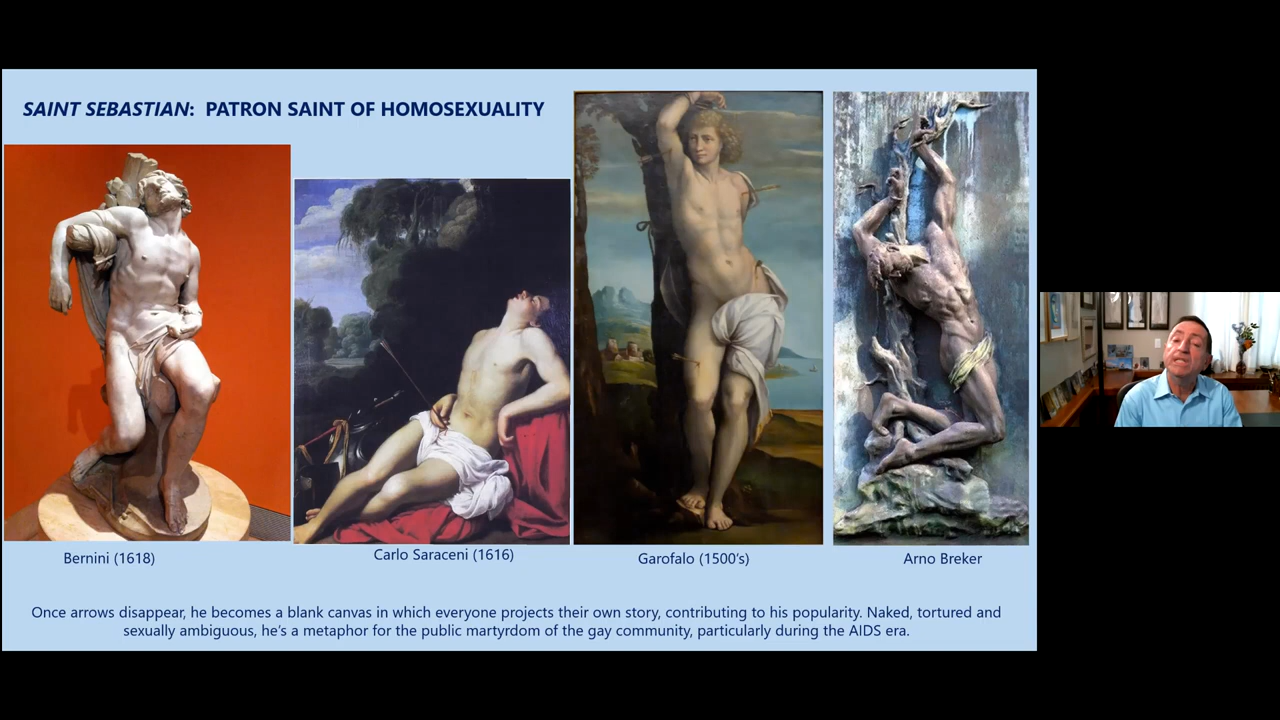 SAINT SEBASTIAN: PATRON SAINT OF HOMOSEXUALITY
Bernini (1618)
Carlo Saraceni (1616)
Garofalo (1500's)
Arno Breker
Once arrows disappear, he becomes a blank canvas in which everyone projects their own story, contributing to his popularity. Naked, tortured and
sexually ambiguous, he's a metaphor for the public martyrdom of the gay community, particularly during the AIDS era.